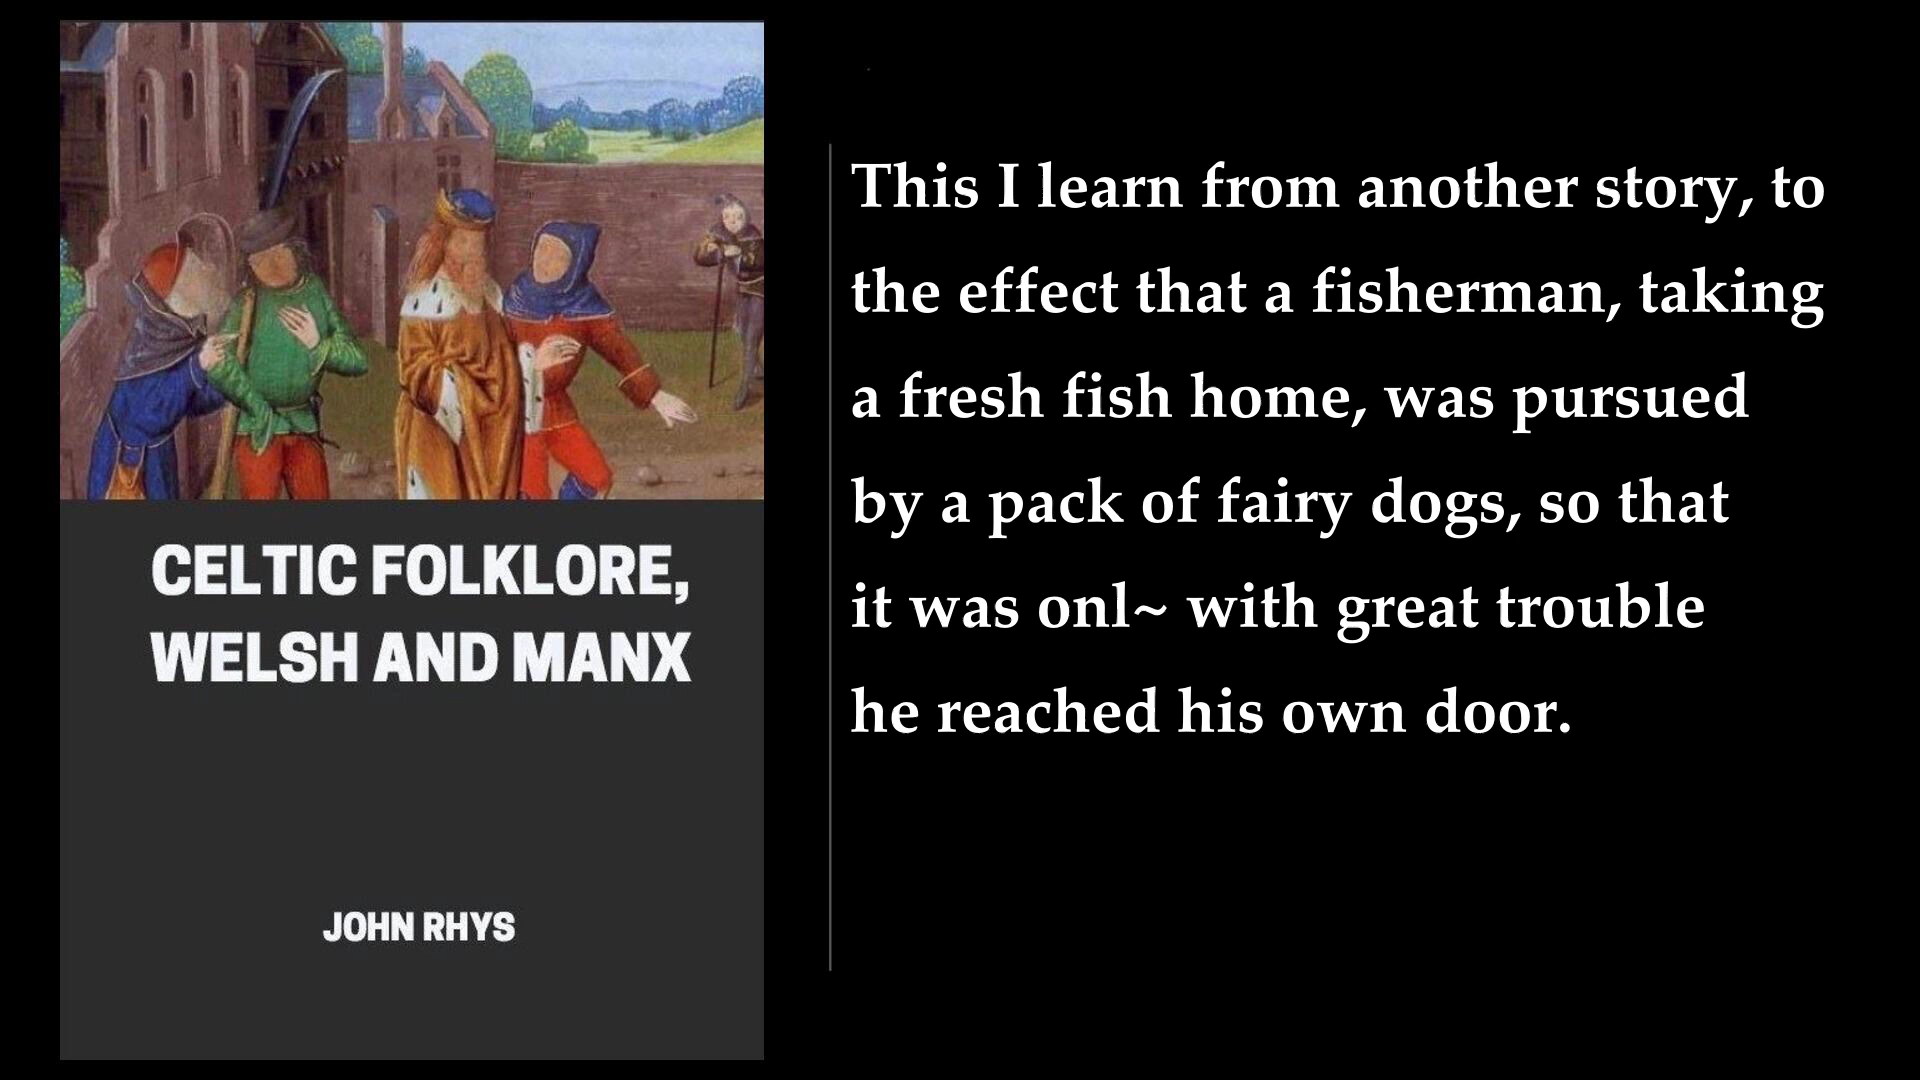 CELTIC FOLKLORE,
WELSH AND MANX
JOHN RHYS
This I learn from another story, to
the effect that a fisherman, taking
a fresh fish home, was pursued
by a pack of fairy dogs, so that
it was onl~ with great trouble
he reached his own door.